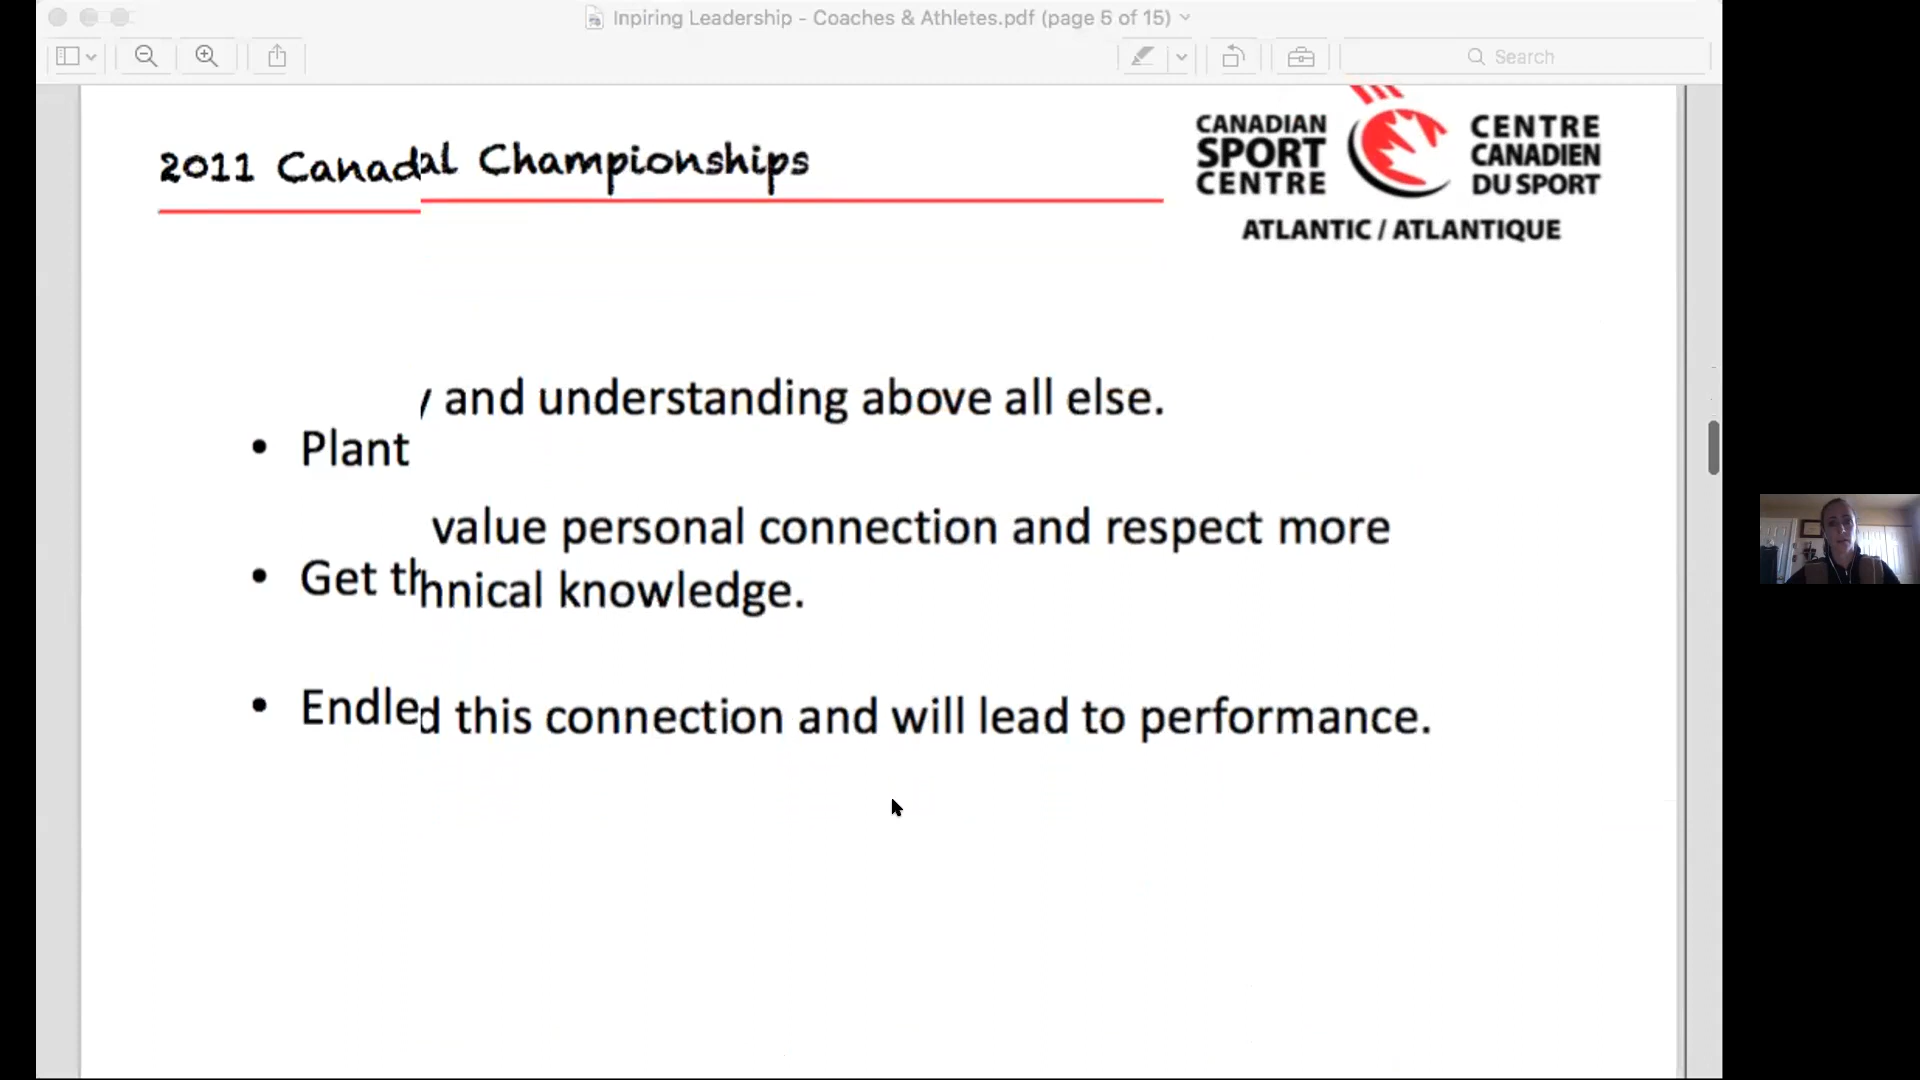 Inpiring Leadership - Coaches & Athletes.pdf (page 5 of 15)
Search
2011 Canadal Championships
CANADIAN
SPORT
CENTRE
CENTRE
CANADIEN
DU SPORT
ATLANTIC / ATLANTIQUE
and understanding above all else.
• Plant
value personal connection and respect more
• Get th
hnical knowledge.
• Endled this connection and will lead to performance.